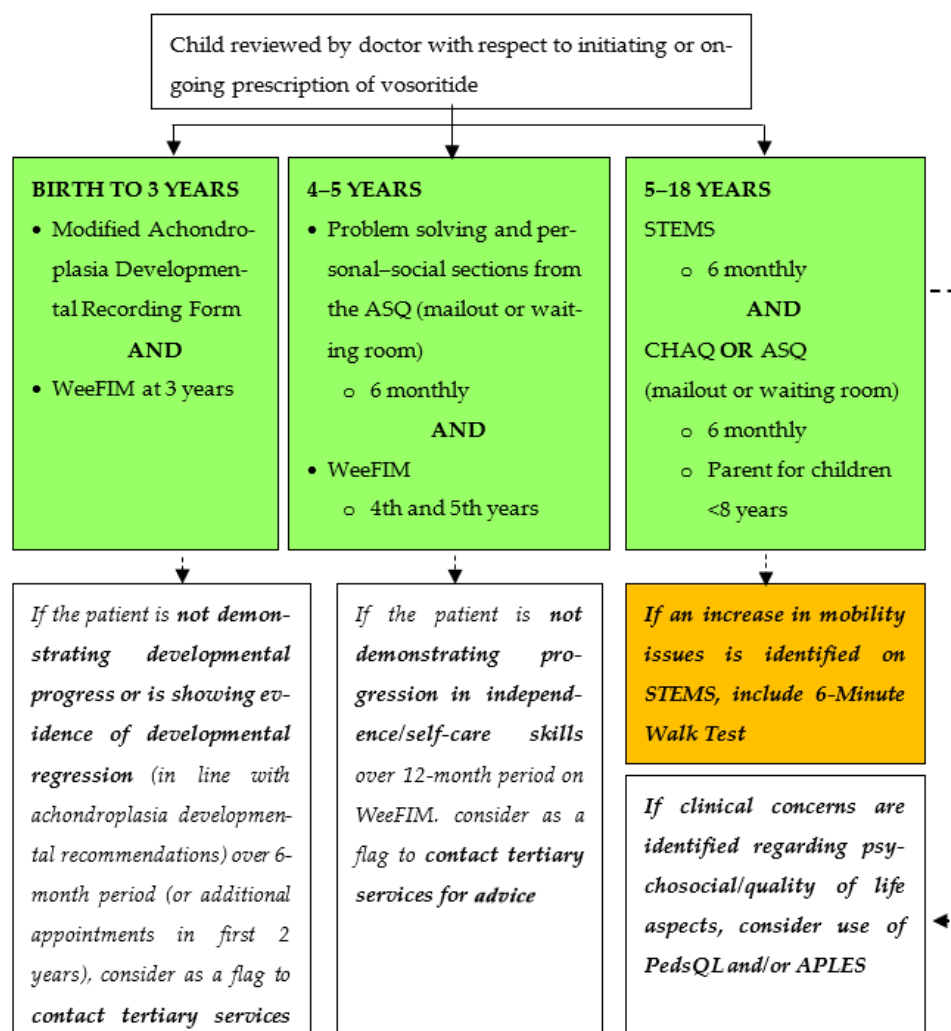 Child reviewed by doctor with respect to initiating or on-
going prescription of vosoritide
BIRTH TO 3 YEARS
• Modified Achondro-
plasia Developmen-
tal Recording Form
AND
• WeeFIM at 3 years
4–5 YEARS
• Problem solving and per-
sonal–social sections from
the ASQ (mailout or wait-
ing room)
o 6 monthly
AND
• WeeFIM
o 4th and 5th years
5–18 YEARS
STEMS
o 6 monthly
AND
CHAQ OR ASQ
(mailout or waiting room)
o 6 monthly
o Parent for children
<8 years
If the patient is not demon-
strating developmental
progress or is showing ev-
idence of developmental
regression (in line with
achondroplasia developmen-
tal recommendations) over 6-
month period (or additional
appointments in first 2
years), consider as a flag to
contact tertiary services
If the patient is not
demonstrating pro-
gression in independ-
ence/self-care skills
over 12-month period on
WeeFIM, consider as a
flag to contact tertiary
services for advice
If an increase in mobility
issues is identified on
STEMS, include 6-Minute
Walk Test
If clinical concerns are
identified regarding psy-
chosocial/quality of life
aspects, consider use of
PedsQL and/or APLES